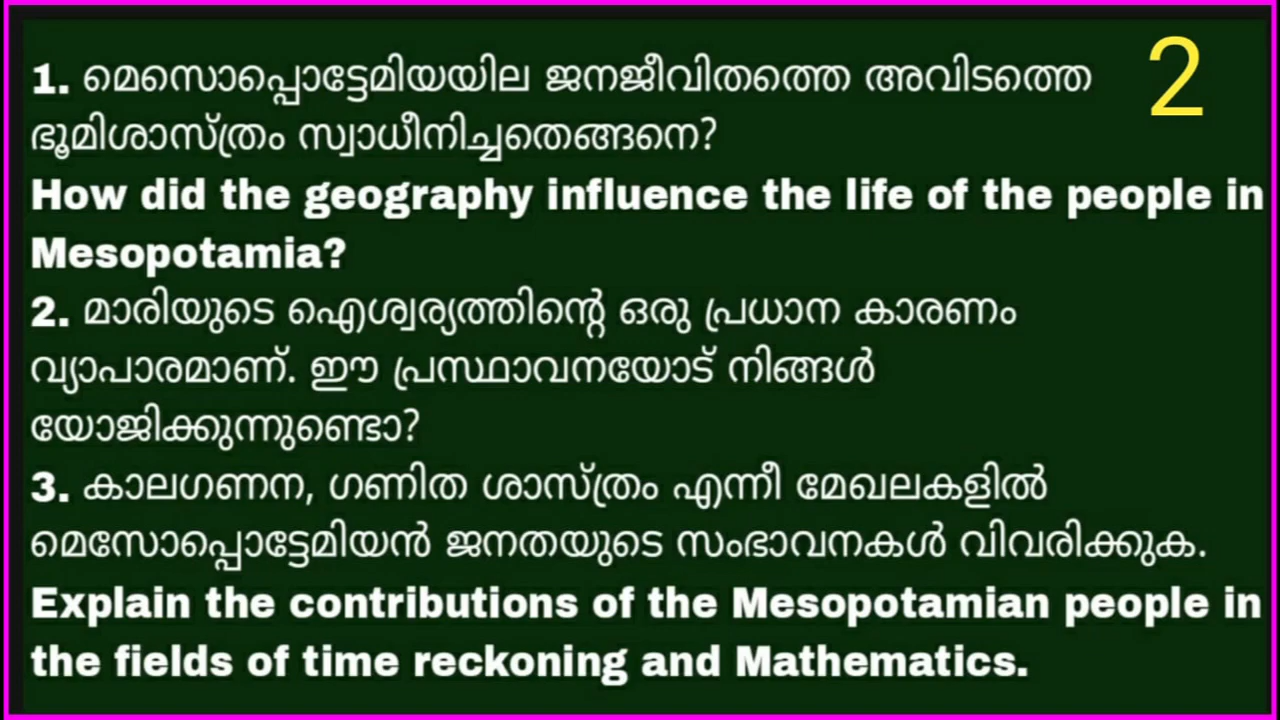 1. മെസൊപ്പൊട്ടേമിയയില ജനജീവിതത്തെ അവിടത്തെ
2
ഭൂമിശാസ്ത്രം സ്വാധീനിച്ചതെങ്ങനെ?
How did the geography influence the life of the people in
Mesopotamia?
2. മാരിയുടെ ഐശ്വര്യത്തിന്റെ ഒരു പ്രധാന കാരണം
വ്യാപാരമാണ്. ഈ പ്രസ്ഥാവനയോട് നിങ്ങൾ
യോജിക്കുന്നുണ്ടൊ?
3. കാലഗണന, ഗണിത ശാസ്ത്രം എന്നീ മേഖലകളിൽ
മെസോപ്പൊട്ടേമിയൻ ജനതയുടെ സംഭാവനകൾ വിവരിക്കുക.
Explain the contributions of the Mesopotamian people in
the fields of time reckoning and Mathematics.